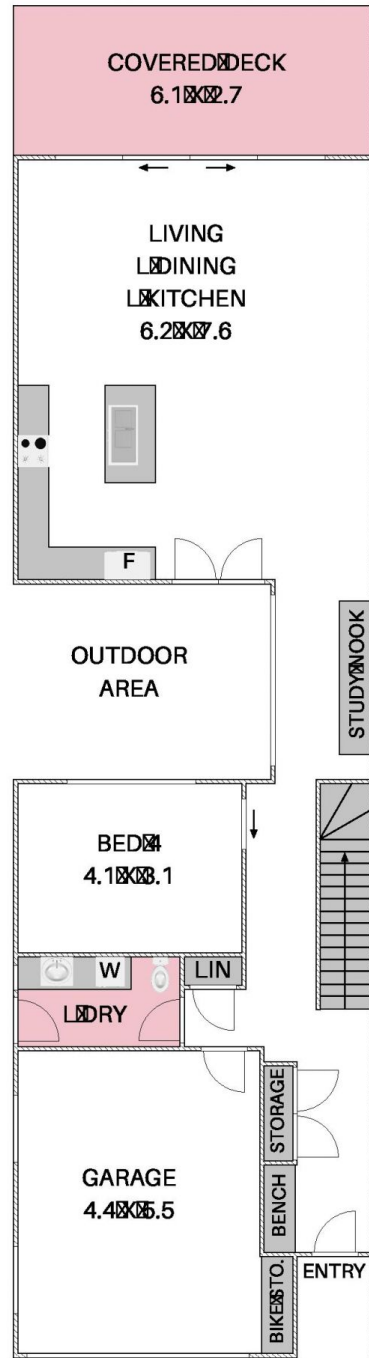 COVERED DECK
6.1 X 2.7
LIVING
DINING
KITCHEN
6.2 X 7.6
F
OUTDOOR
AREA
STUDY NOOK
BED 4
4.1 X 3.1
W
LIN
L DRY
STORAGE
GARAGE
4.4 X 5.5
BENCH
BIKE STO.
ENTRY